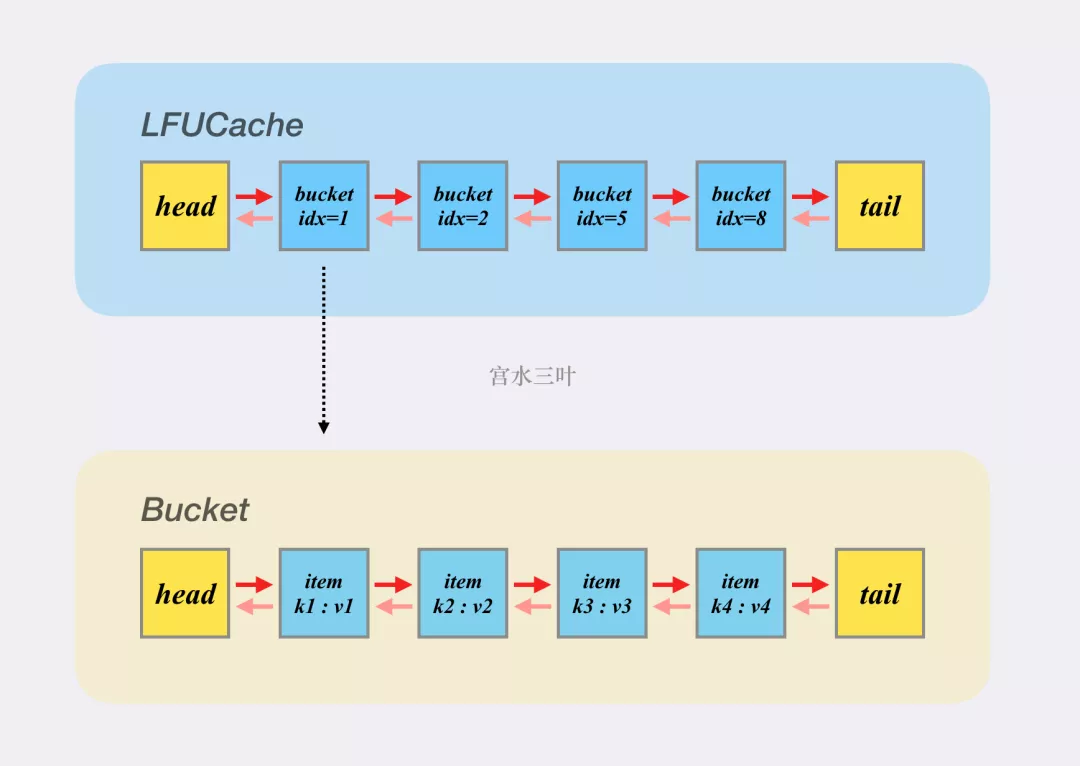 LFUCache
head
bucket
idx=1
bucket
idx=2
bucket
idx=5
bucket
idx=8
tail
宫水三叶
Bucket
head
item
k1 : v1
item
k2 : v2
item
k3 : v3
item
k4 : v4
tail